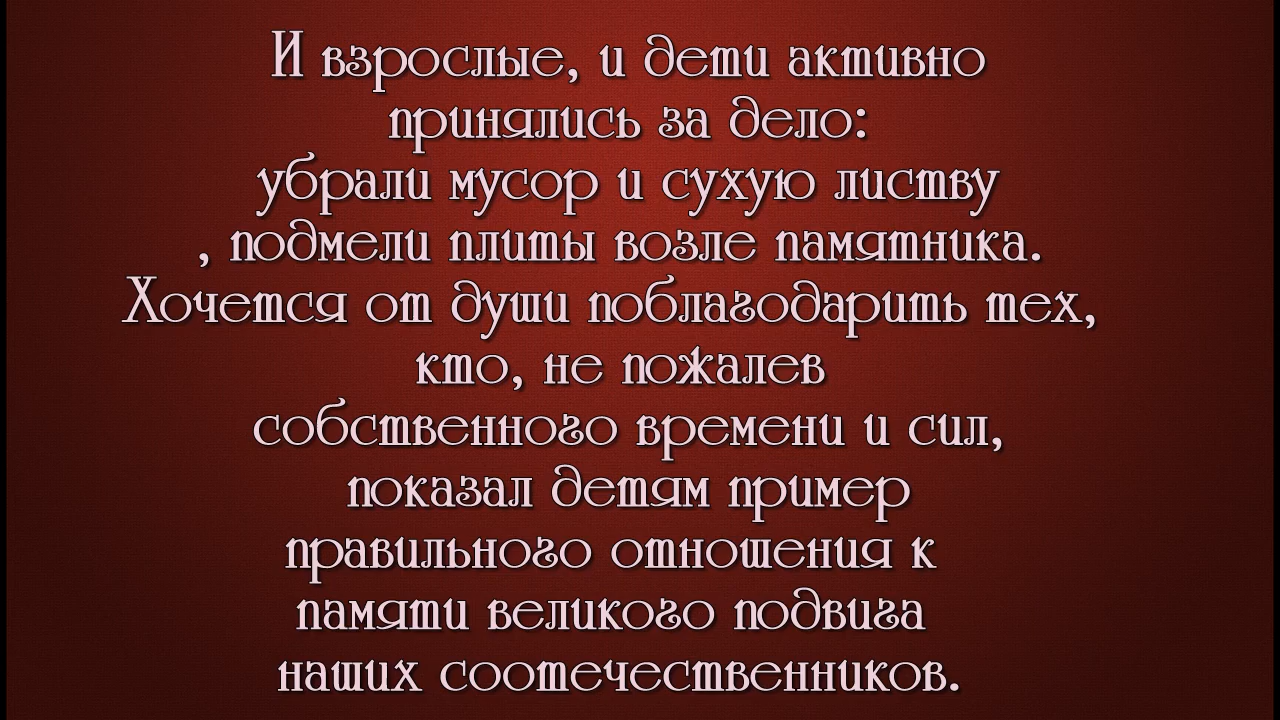 И взрослые, и дети активно
принялись за дело:
убрали мусор и сухую листву
, подмели плиты возле памятника.
Хочется от души поблагодарить тех,
кто, не пожалев
собственного времени и сил,
показал детям пример
правильного отношения к
памяти великого подвига
наших соотечественников.